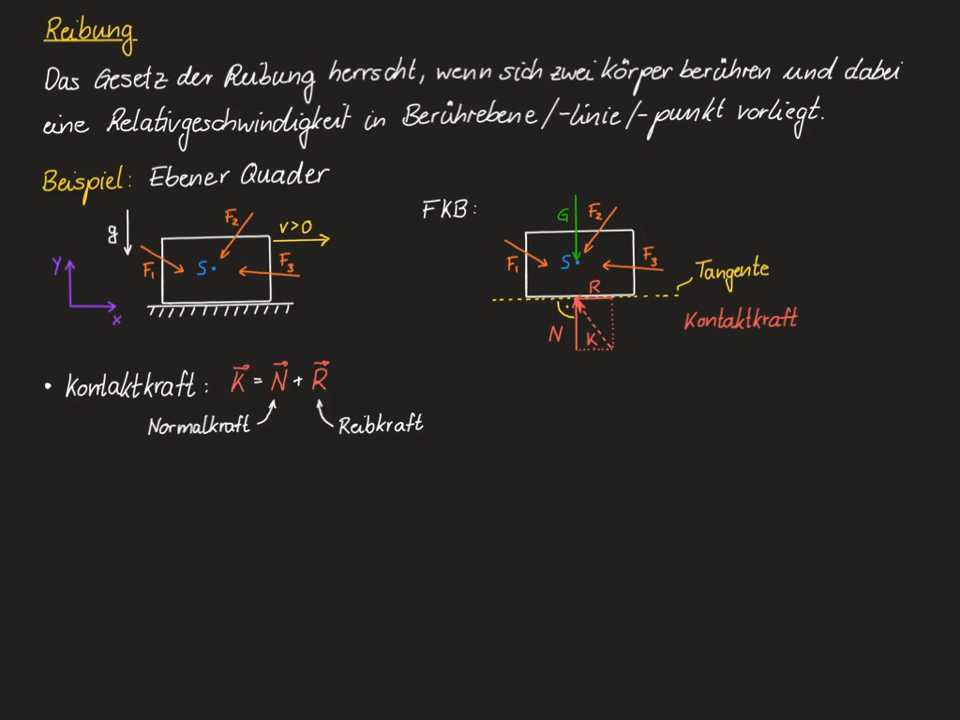 Reibung
Das Gesetz der Reibung herrscht, wenn sich zwei körper berühren und dabei
eine Relativgeschwindigkeit in Berührebene/-linie/-punkt vorliegt.
Beispiel: Ebener Quader
FKB:
g
F₂
v>0
F₁
S
F₃
Y
x
G
F₂
F₁
S
F₃
R
Tangente
N
K
Kontaktkraft
• Kontaktkraft: K⃗ = N⃗ + R⃗
Normalkraft
Reibkraft